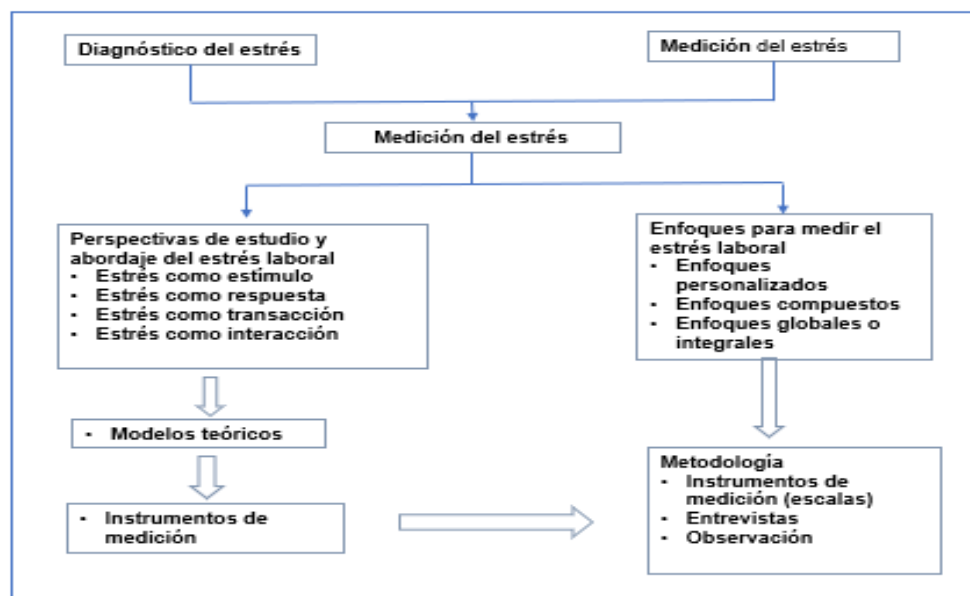 Diagnóstico del estrés
Medición del estrés
Medición del estrés
Perspectivas de estudio y
abordaje del estrés laboral
▪ Estrés como estímulo
▪ Estrés como respuesta
▪ Estrés como transacción
▪ Estrés como interacción
▪ Modelos teóricos
▪ Instrumentos de
medición
Enfoques para medir el
estrés laboral
▪ Enfoques
personalizados
▪ Enfoques compuestos
▪ Enfoques globales o
integrales
Metodología
▪ Instrumentos de
medición (escalas)
▪ Entrevistas
▪ Observación